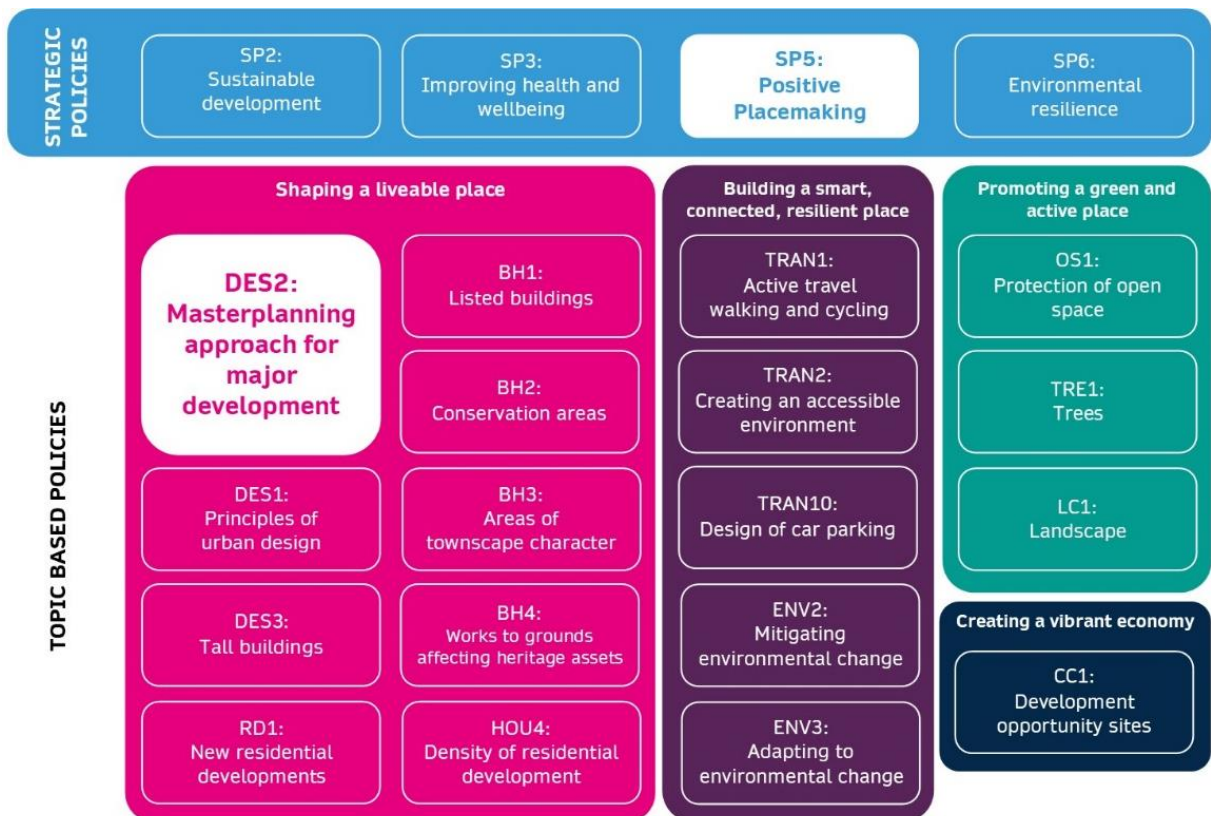 STRATEGIC
POLICIES
SP2:
Sustainable
development
SP3:
Improving health and
wellbeing
SP5:
Positive
Placemaking
SP6:
Environmental
resilience
TOPIC BASED POLICIES
Shaping a liveable place
DES2:
Masterplanning
approach for
major
development
DES1:
Principles of
urban design
DES3:
Tall buildings
RD1:
New residential
developments
BH1:
Listed buildings
BH2:
Conservation areas
BH3:
Areas of
townscape character
BH4:
Works to grounds
affecting heritage assets
HOU4:
Density of residential
development
Building a smart,
connected, resilient place
TRAN1:
Active travel
walking and cycling
TRAN2:
Creating an accessible
environment
TRAN10:
Design of car parking
ENV2:
Mitigating
environmental change
ENV3:
Adapting to
environmental change
Promoting a green and
active place
OS1:
Protection of open
space
TRE1:
Trees
LC1:
Landscape
Creating a vibrant economy
CC1:
Development
opportunity sites